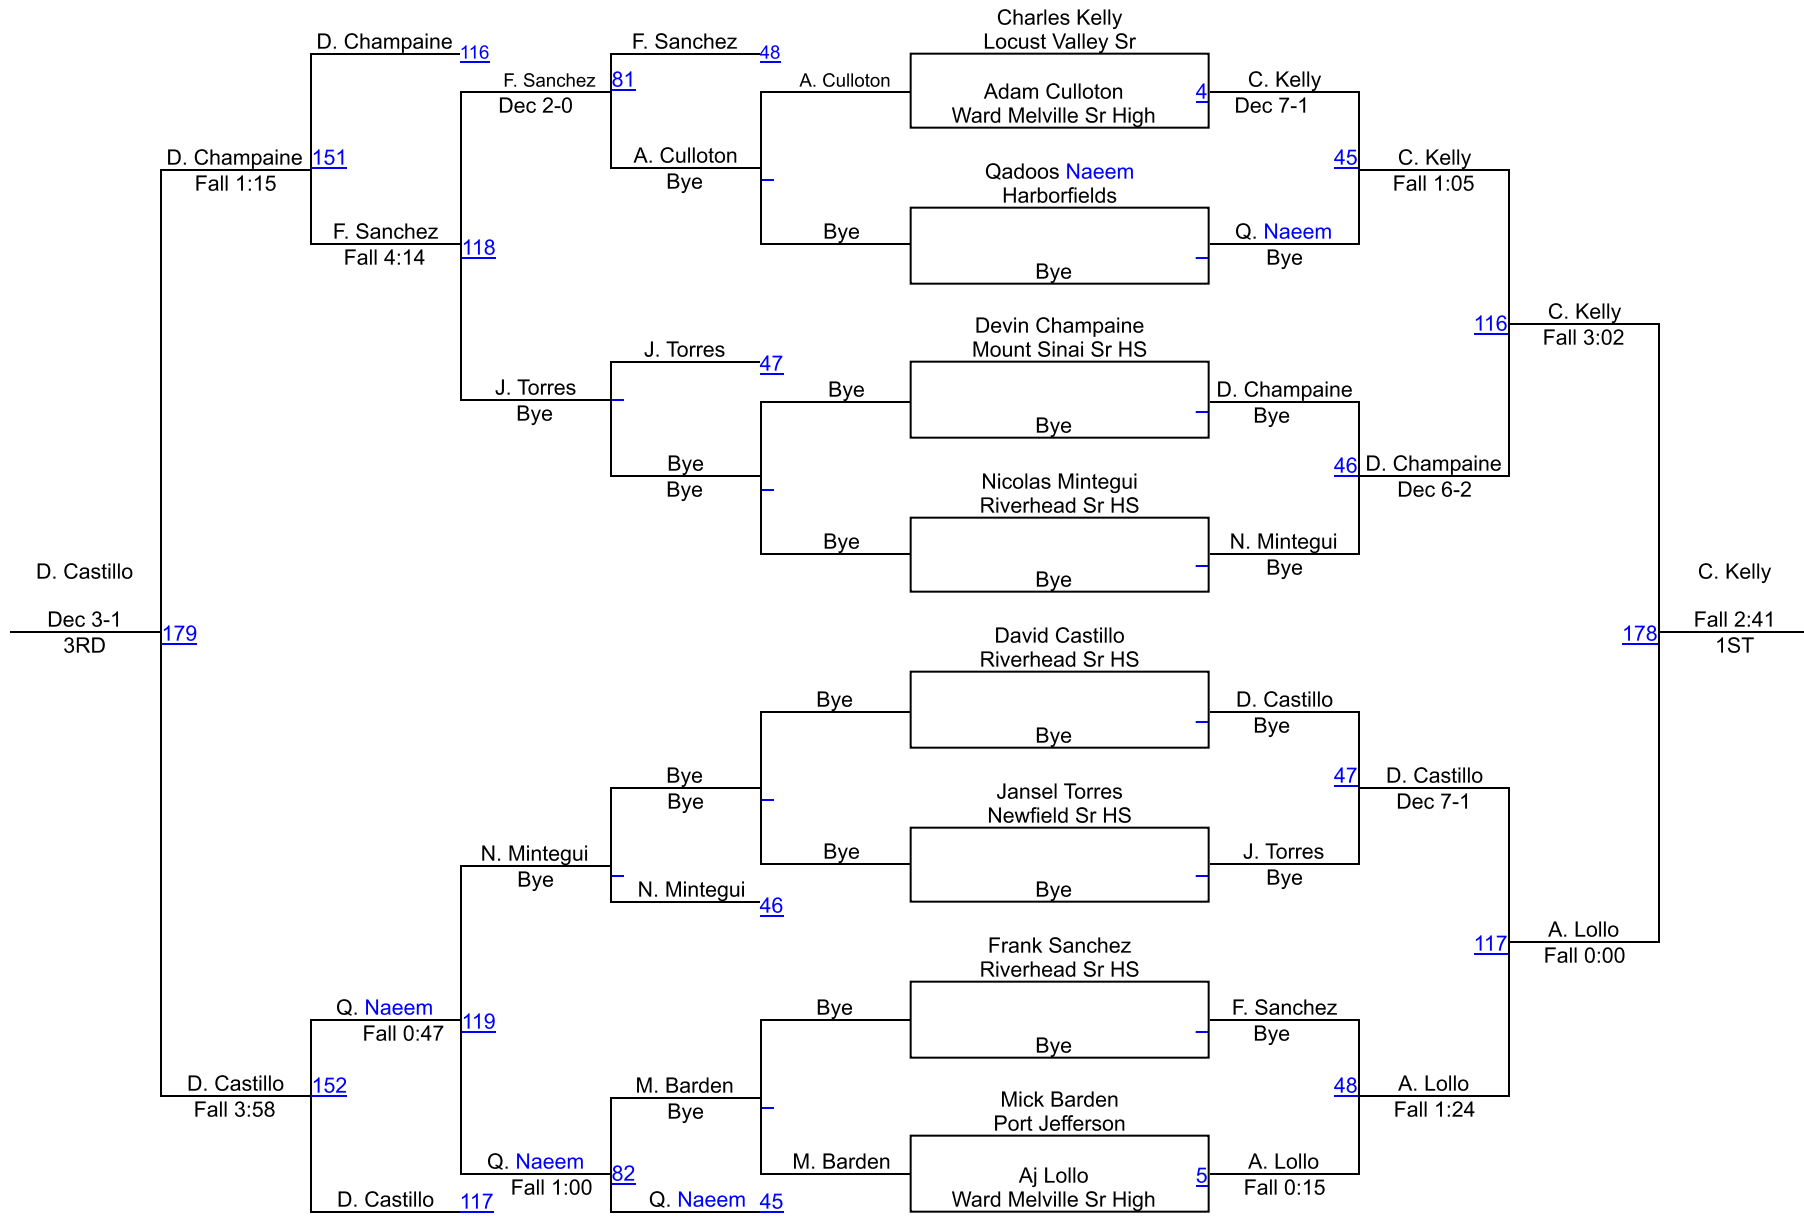 Charles Kelly
D. Champaine
116
F. Sanchez
48
Locust Valley Sr
F. Sanchez
81
A. Culloton
Adam Culloton
4
C. Kelly
Dec 2-0
Ward Melville Sr High
Dec 7-1
D. Champaine
151
A. Culloton
45
C. Kelly
Fall 1:15
Bye
Qadoos Naeem
Fall 1:05
Harborfields
F. Sanchez
118
Bye
Q. Naeem
Fall 4:14
Bye
Bye
Devin Champaine
116
C. Kelly
J. Torres
47
Mount Sinai Sr HS
Fall 3:02
J. Torres
Bye
D. Champaine
Bye
Bye
Bye
Bye
46
D. Champaine
Bye
Nicolas Mintegui
Dec 6-2
Riverhead Sr HS
Bye
N. Mintegui
D. Castillo
Bye
Bye
C. Kelly
Dec 3-1
179
David Castillo
178
Fall 2:41
3RD
Riverhead Sr HS
1ST
Bye
D. Castillo
Bye
Bye
Bye
47
D. Castillo
Bye
Jansel Torres
Dec 7-1
Newfield Sr HS
N. Mintegui
Bye
J. Torres
Bye
Bye
Bye
N. Mintegui
46
Frank Sanchez
117
A. Lollo
Riverhead Sr HS
Fall 0:00
Q. Naeem
119
Bye
F. Sanchez
Fall 0:47
Bye
Bye
D. Castillo
152
M. Barden
48
A. Lollo
Fall 3:58
Bye
Mick Barden
Fall 1:24
Port Jefferson
Q. Naeem
82
M. Barden
Aj Lollo
5
A. Lollo
Fall 1:00
Fall 0:15
D. Castillo
117
Q. Naeem
45
Ward Melville Sr High